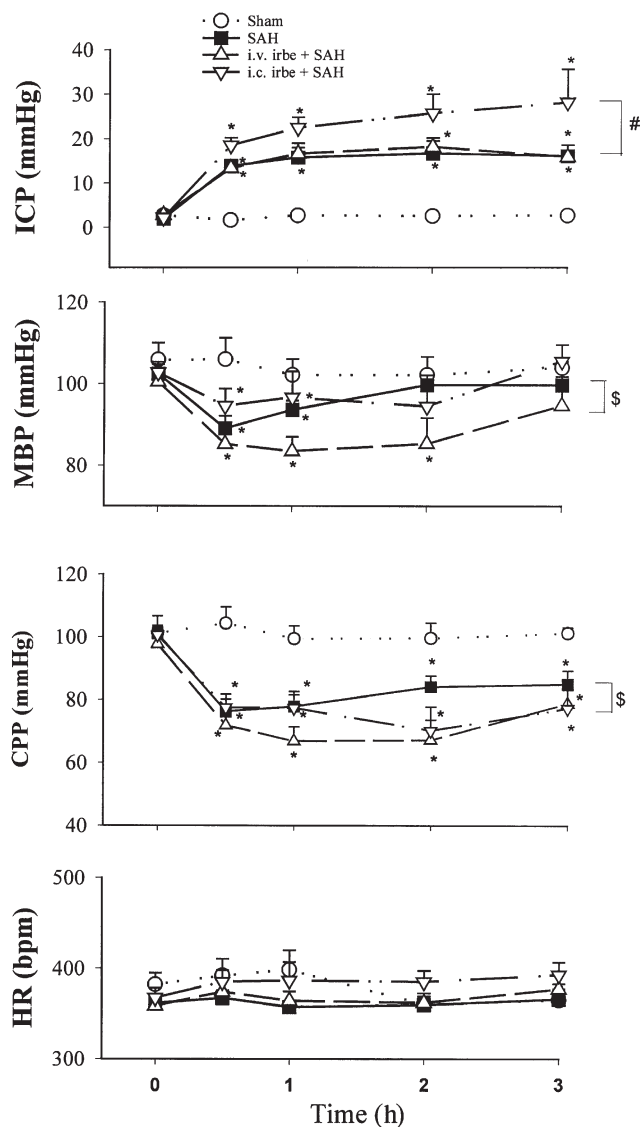 Sham
SAH
i.v. irbe + SAH
i.c. irbe + SAH
ICP (mmHg)
40
30
20
10
0
* * * * *
* * * * *
* * #
MBP (mmHg)
120
100
80
* * * *
* * *
$
CPP (mmHg)
120
100
80
60
40
* * * * *
* * * * * * *
$
HR (bpm)
500
400
300
0 1 2 3
Time (h)